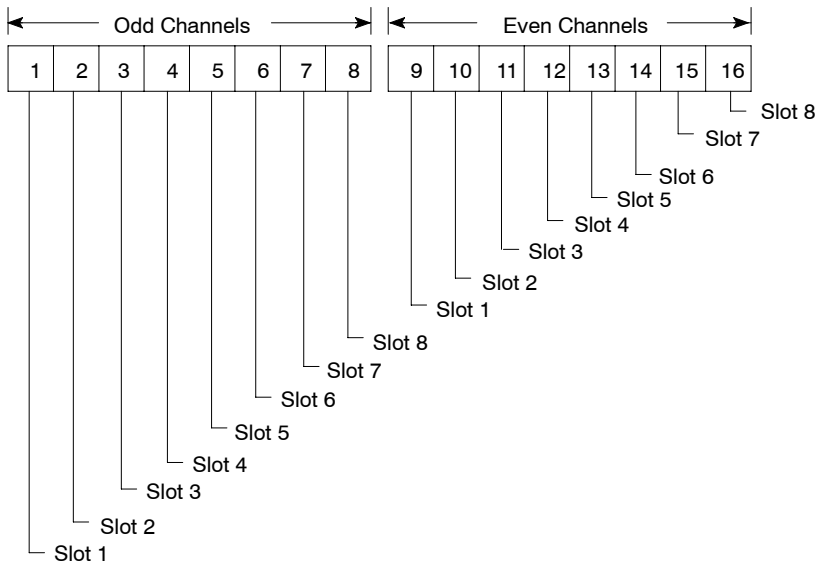 Odd Channels Even Channels
1 2 3 4 5 6 7 8 9 10 11 12 13 14 15 16
Slot 8
Slot 7
Slot 6
Slot 5
Slot 4
Slot 3
Slot 2
Slot 1
Slot 8
Slot 7
Slot 6
Slot 5
Slot 4
Slot 3
Slot 2
Slot 1